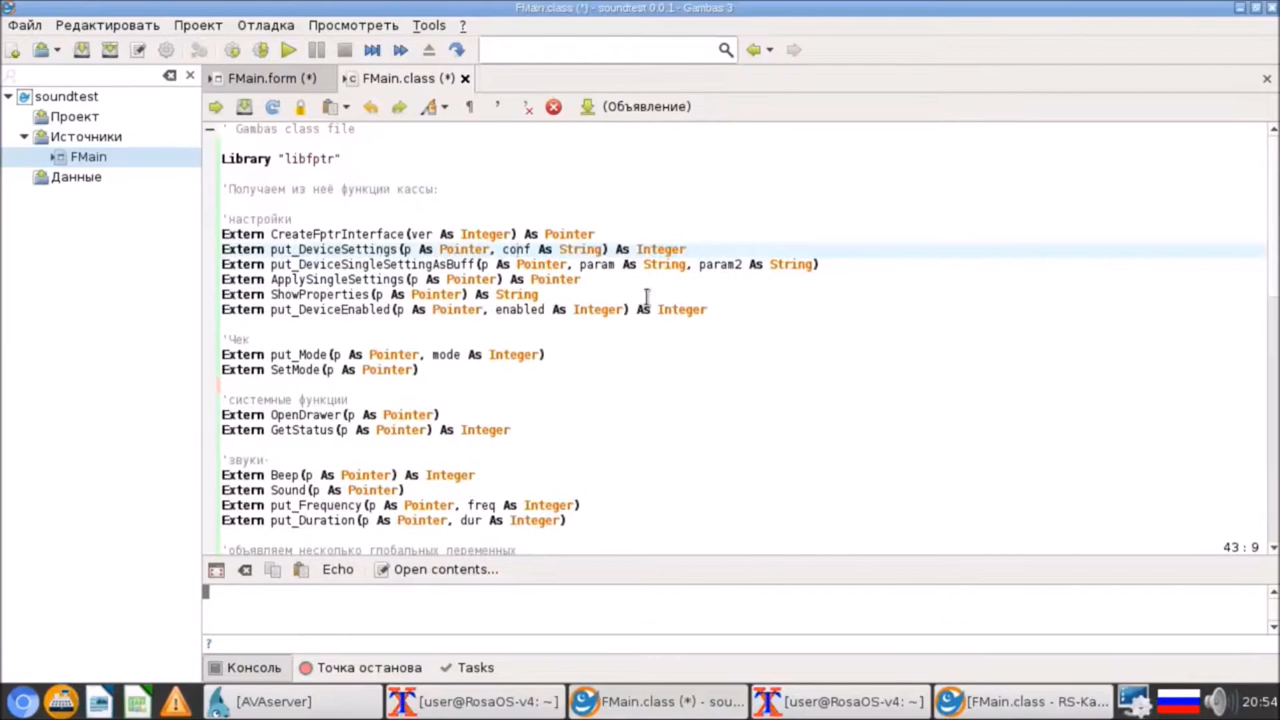 FMain.class (*) - soundtest 0.0.1 - Gambas 3
Файл Редактировать Проект Отладка Просмотреть Tools ?
FMain.form (*) FMain.class (*)
(Объявление)
soundtest
Проект
Источники
FMain
Данные
' Gambas class file
Library "libfptr"
'Получаем из неё функции кассы:
'настройки
Extern CreateFptrInterface(ver As Integer) As Pointer
Extern put_DeviceSettings(p As Pointer, conf As String) As Integer
Extern put_DeviceSingleSettingAsBuff(p As Pointer, param As String, param2 As String)
Extern ApplySingleSettings(p As Pointer) As Pointer
Extern ShowProperties(p As Pointer) As String
Extern put_DeviceEnabled(p As Pointer, enabled As Integer) As Integer
'Чек
Extern put_Mode(p As Pointer, mode As Integer)
Extern SetMode(p As Pointer)
'системные функции
Extern OpenDrawer(p As Pointer)
Extern GetStatus(p As Pointer) As Integer
'звуки·
Extern Beep(p As Pointer) As Integer
Extern Sound(p As Pointer)
Extern put_Frequency(p As Pointer, freq As Integer)
Extern put_Duration(p As Pointer, dur As Integer)
'объявляем несколько глобальных переменных
43 : 9
Echo Open contents...
?
Консоль Точка останова Tasks
[AVAserver] [user@RosaOS-v4: ~] FMain.class (*) - sou... [user@RosaOS-v4: ~] [FMain.class - RS-Ka... 20:54